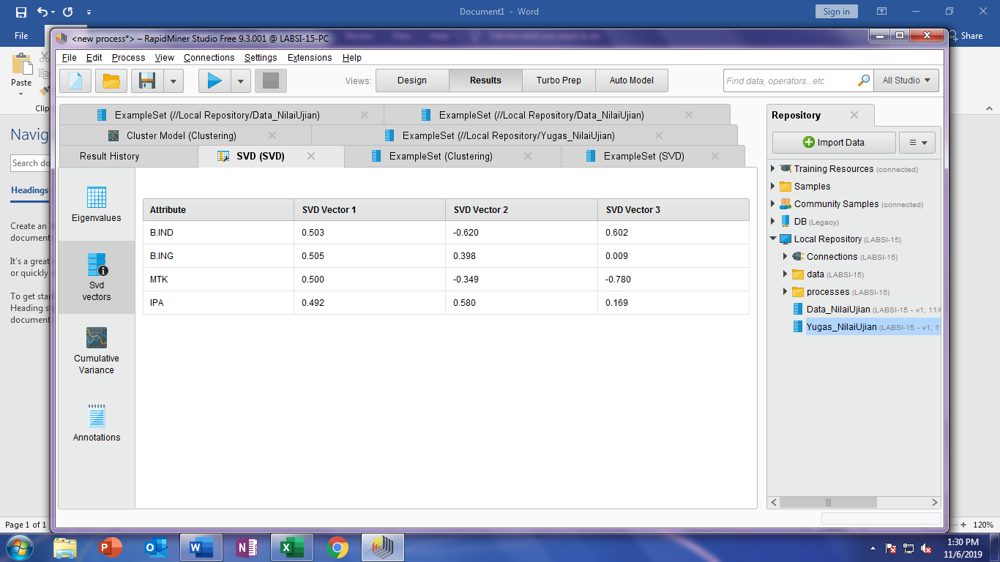 Document1 - Word
Sign in
File
Share
<new process*> – RapidMiner Studio Free 9.3.001 @ LABSI-15-PC
File Edit Process View Connections Settings Extensions Help
Paste
Views: Design Results Turbo Prep Auto Model
Find data, operators...etc
All Studio
Clip
ExampleSet (//Local Repository/Data_NilaiUjian)
ExampleSet (//Local Repository/Data_NilaiUjian)
Cluster Model (Clustering)
ExampleSet (//Local Repository/Yugas_NilaiUjian)
Result History
SVD (SVD)
ExampleSet (Clustering)
ExampleSet (SVD)
Repository
Import Data
Training Resources (connected)
Samples
Community Samples (connected)
DB (Legacy)
Local Repository (LABSI-15)
Connections (LABSI-15)
data (LABSI-15)
processes (LABSI-15)
Data_NilaiUjian (LABSI-15 - v1, 11/6
Yugas_NilaiUjian (LABSI-15 - v1, 1
Navig
Search do
Headings
Create an
document
It's a great
or quickly
To get star
Heading st
document
Eigenvalues
Svd
vectors
Cumulative
Variance
Annotations
Attribute SVD Vector 1 SVD Vector 2 SVD Vector 3
B.IND 0.503 -0.620 0.602
B.ING 0.505 0.398 0.009
MTK 0.500 -0.349 -0.780
IPA 0.492 0.580 0.169
Page 1 of 1
120%
1:30 PM
11/6/2019